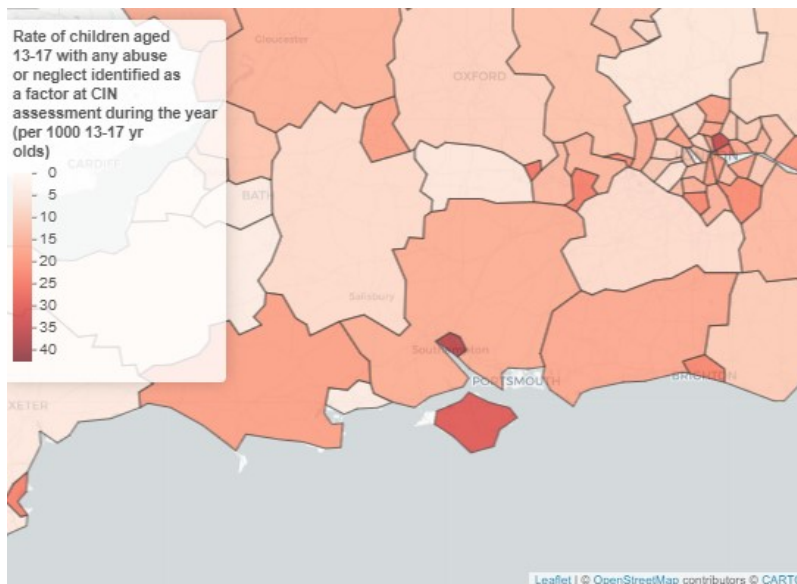 Rate of children aged
13-17 with any abuse
or neglect identified as
a factor at CIN
assessment during the year
(per 1000 13-17 yr
olds)
0
5
10
15
20
25
30
35
40
Gloucester
OXFORD
CARDIFF
BATH
Salisbury
Southampton
PORTSMOUTH
BRIGHTON
Leaflet | © OpenStreetMap contributors © CART